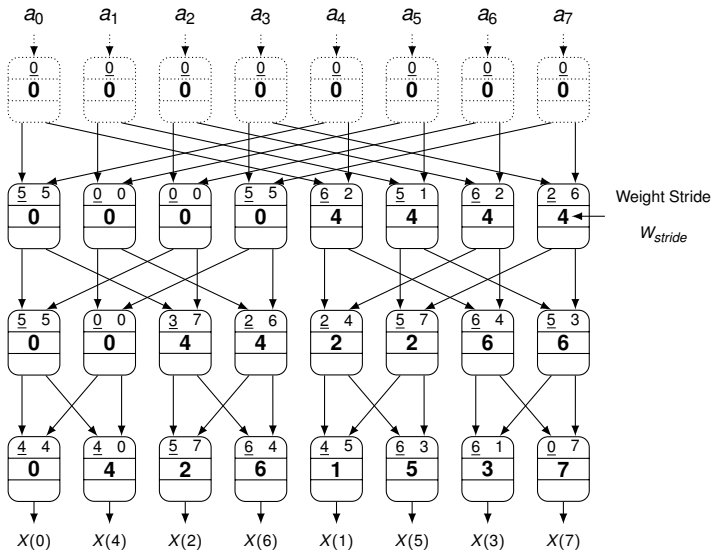 a0 a1 a2 a3 a4 a5 a6 a7
0 0 0 0 0 0 0 0
0 0 0 0 0 0 0 0
5 5 0 0 0 0 5 5 6 2 5 1 6 2 2 6
Weight Stride
0 0 0 0 4 4 4 4
Wstride
5 5 0 0 3 7 2 6 2 4 5 7 6 4 5 3
0 0 4 4 2 2 6 6
4 4 4 0 5 7 6 4 4 5 6 3 6 1 0 7
0 4 2 6 1 5 3 7
X(0) X(4) X(2) X(6) X(1) X(5) X(3) X(7)